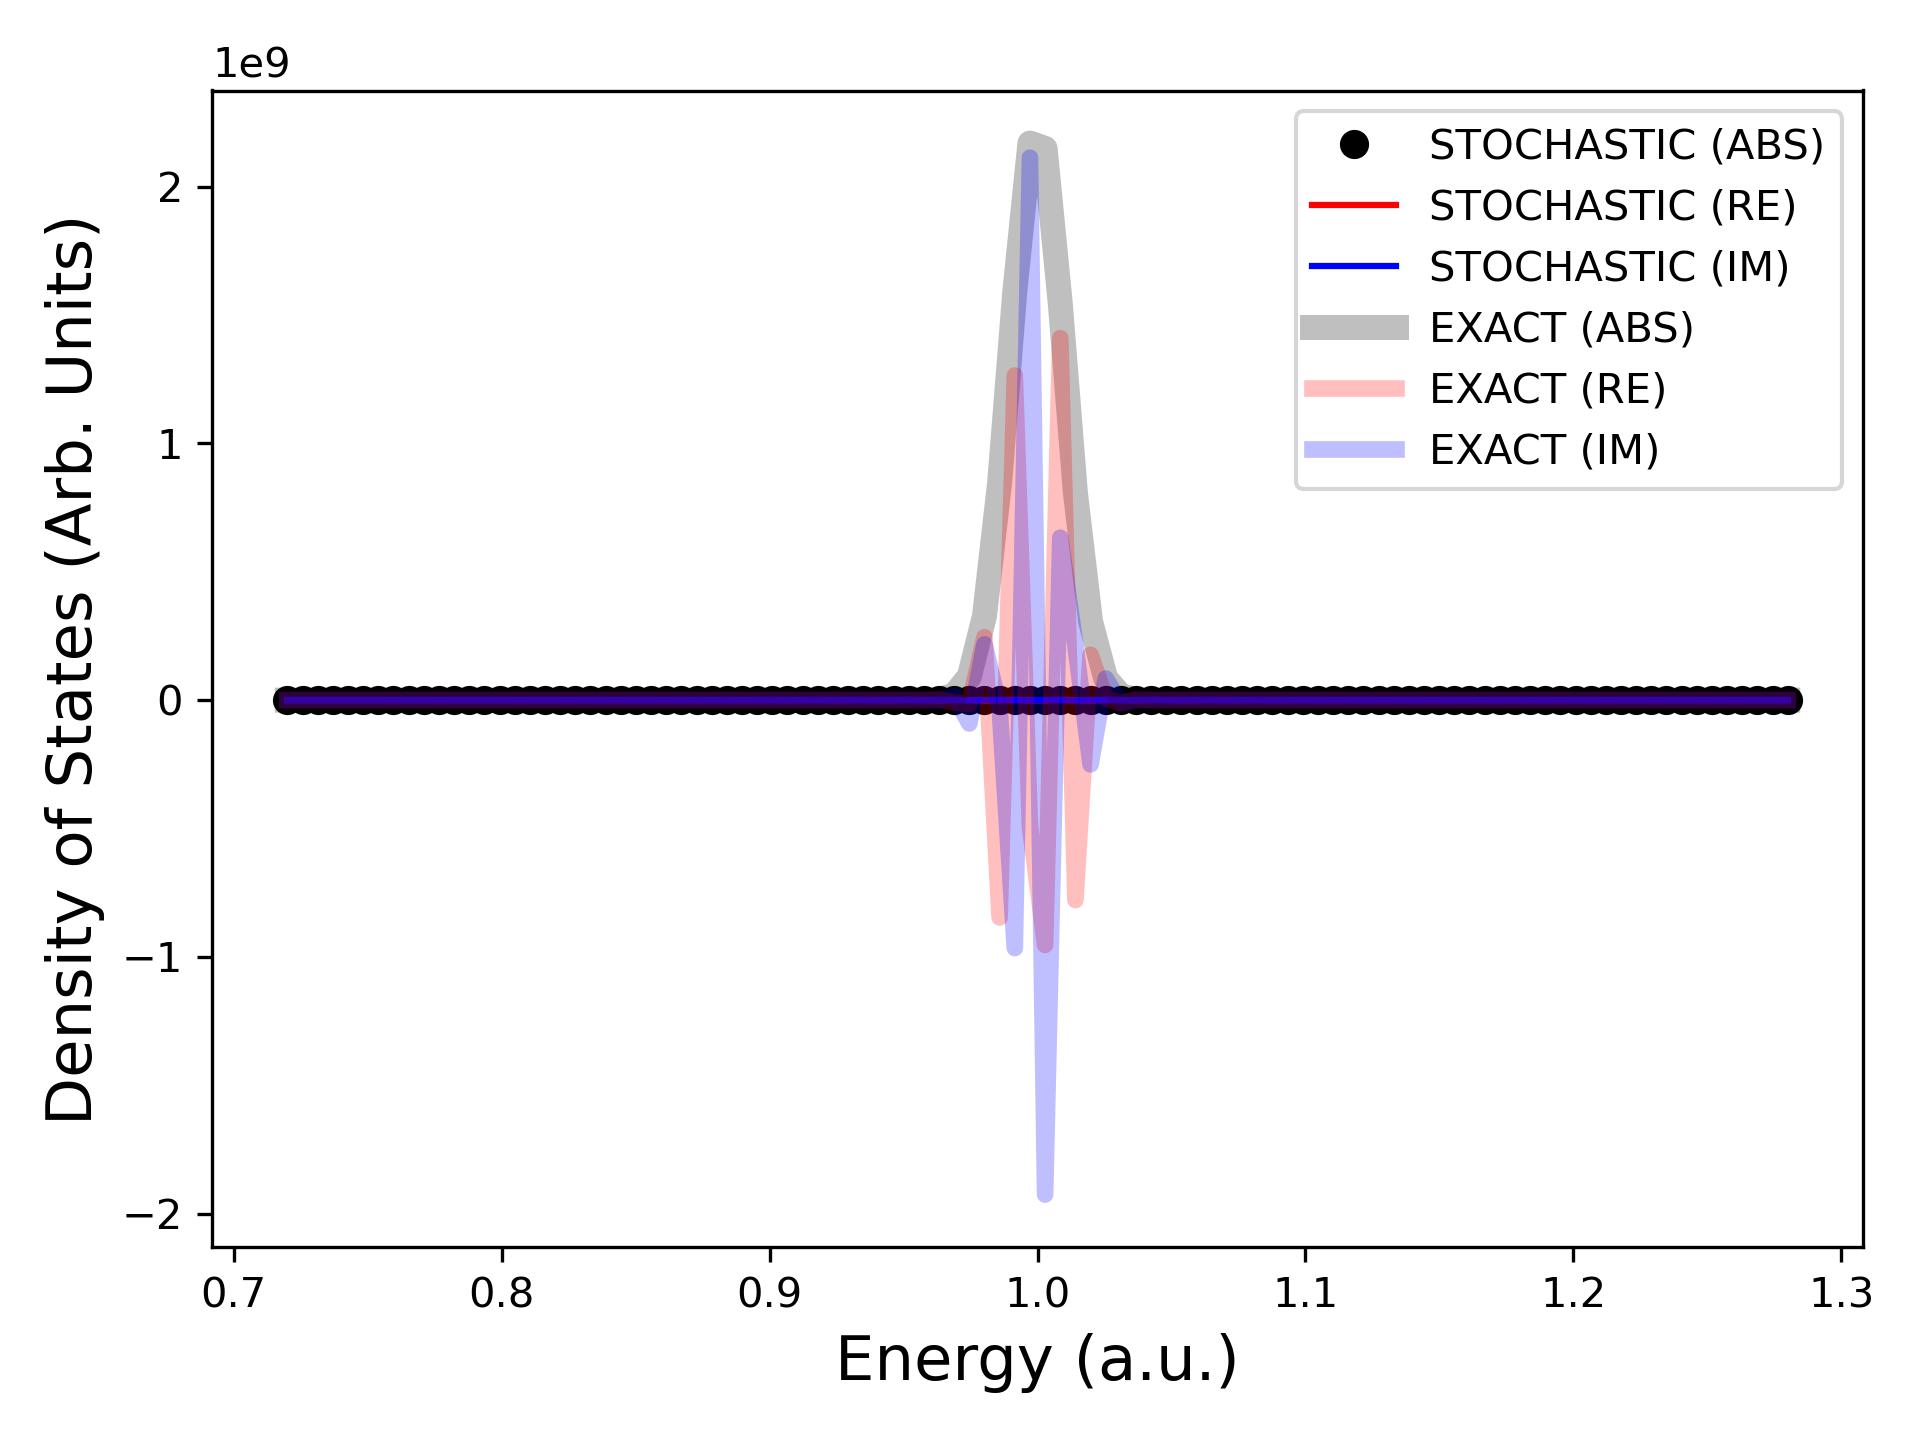 1e9
Density of States (Arb. Units)
2
1
0
−1
−2
STOCHASTIC (ABS)
STOCHASTIC (RE)
STOCHASTIC (IM)
EXACT (ABS)
EXACT (RE)
EXACT (IM)
0.7 0.8 0.9 1.0 1.1 1.2 1.3
Energy (a.u.)